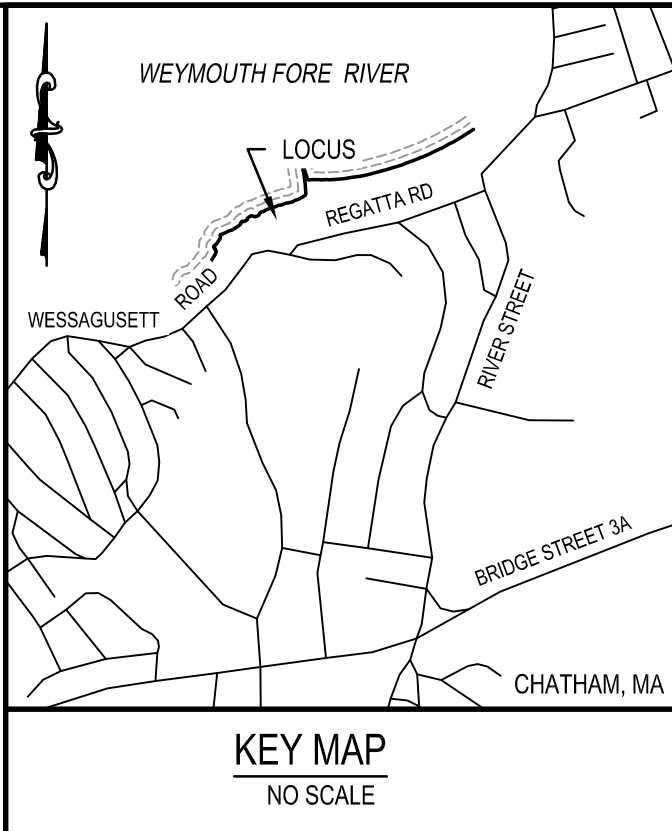 WEYMOUTH FORE RIVER
LOCUS
REGATTA RD
ROAD
WESSAGUSETT
RIVER STREET
BRIDGE STREET 3A
CHATHAM, MA
KEY MAP
NO SCALE